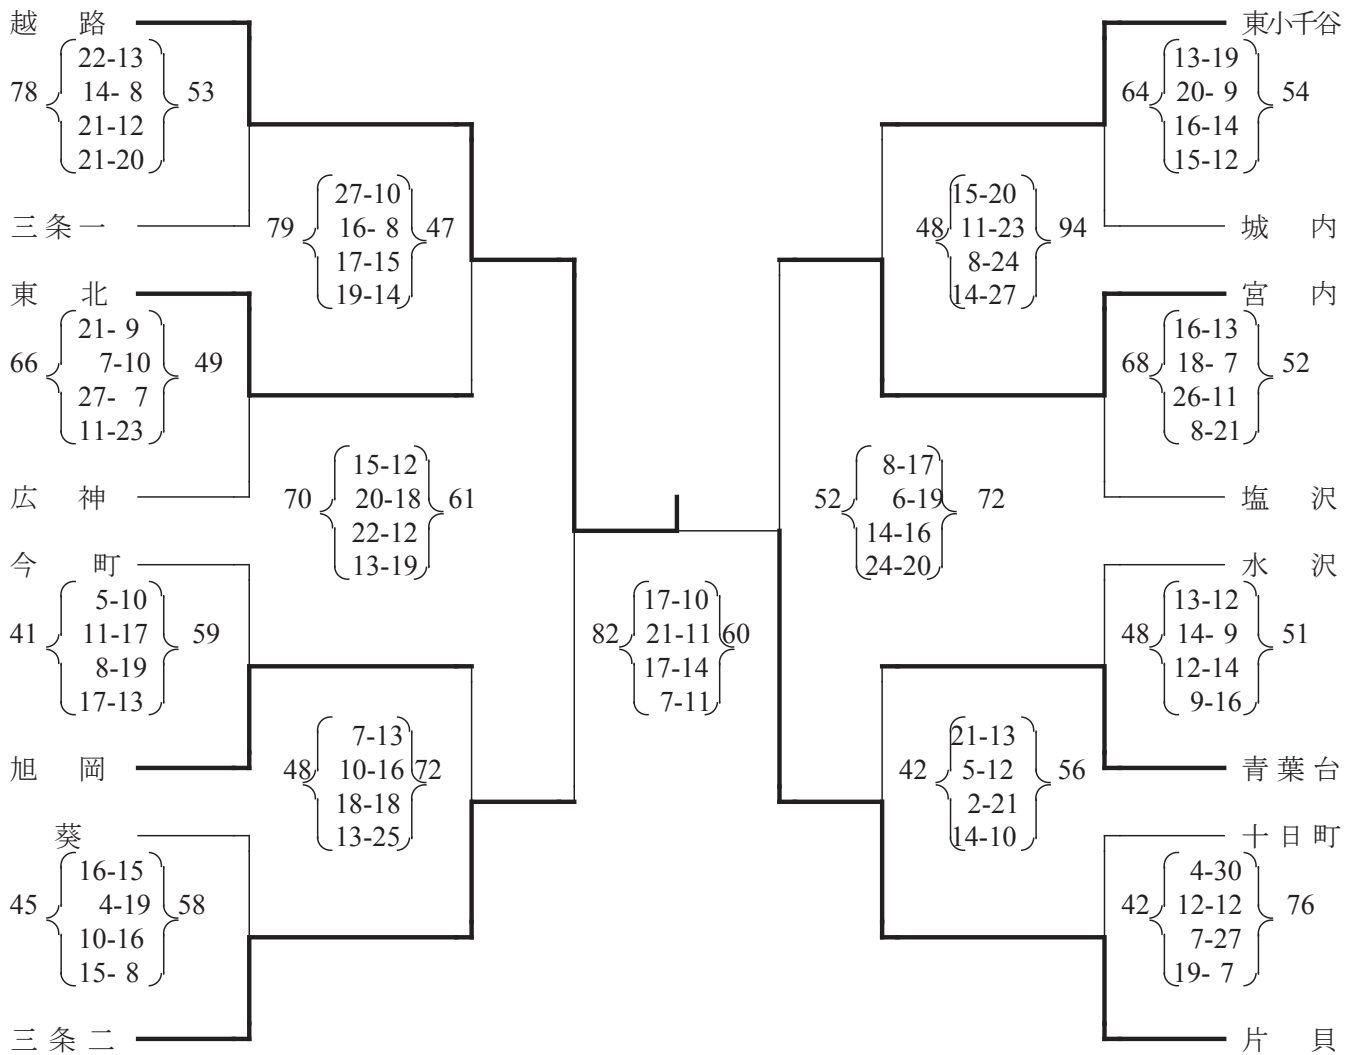 越 路
22-13
78 14- 8 53
21-12
21-20
三条一
27-10
79 16- 8 47
17-15
19-14
東 北
21- 9
66 7-10 49
27- 7
11-23
広 神
15-12
70 20-18 61
22-12
13-19
今 町
5-10
41 11-17 59
8-19
17-13
旭 岡
7-13
48 10-16 72
18-18
13-25
葵
16-15
45 4-19 58
10-16
15- 8
三条二
17-10
82 21-11 60
17-14
7-11
東小千谷
13-19
64 20- 9 54
16-14
15-12
城 内
15-20
48 11-23 94
8-24
14-27
宮 内
16-13
68 18- 7 52
26-11
8-21
塩 沢
8-17
52 6-19 72
14-16
24-20
水 沢
13-12
48 14- 9 51
12-14
9-16
青葉台
21-13
42 5-12 56
2-21
14-10
十日町
4-30
42 12-12 76
7-27
19- 7
片 貝